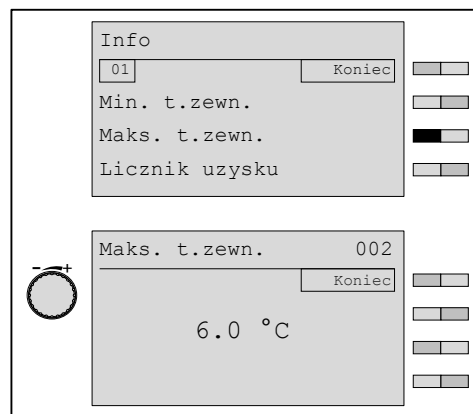 Info
01 Koniec
Min. t.zewn.
Maks. t.zewn.
Licznik uzysku
Maks. t.zewn. 002
Koniec
- +
6.0 °C